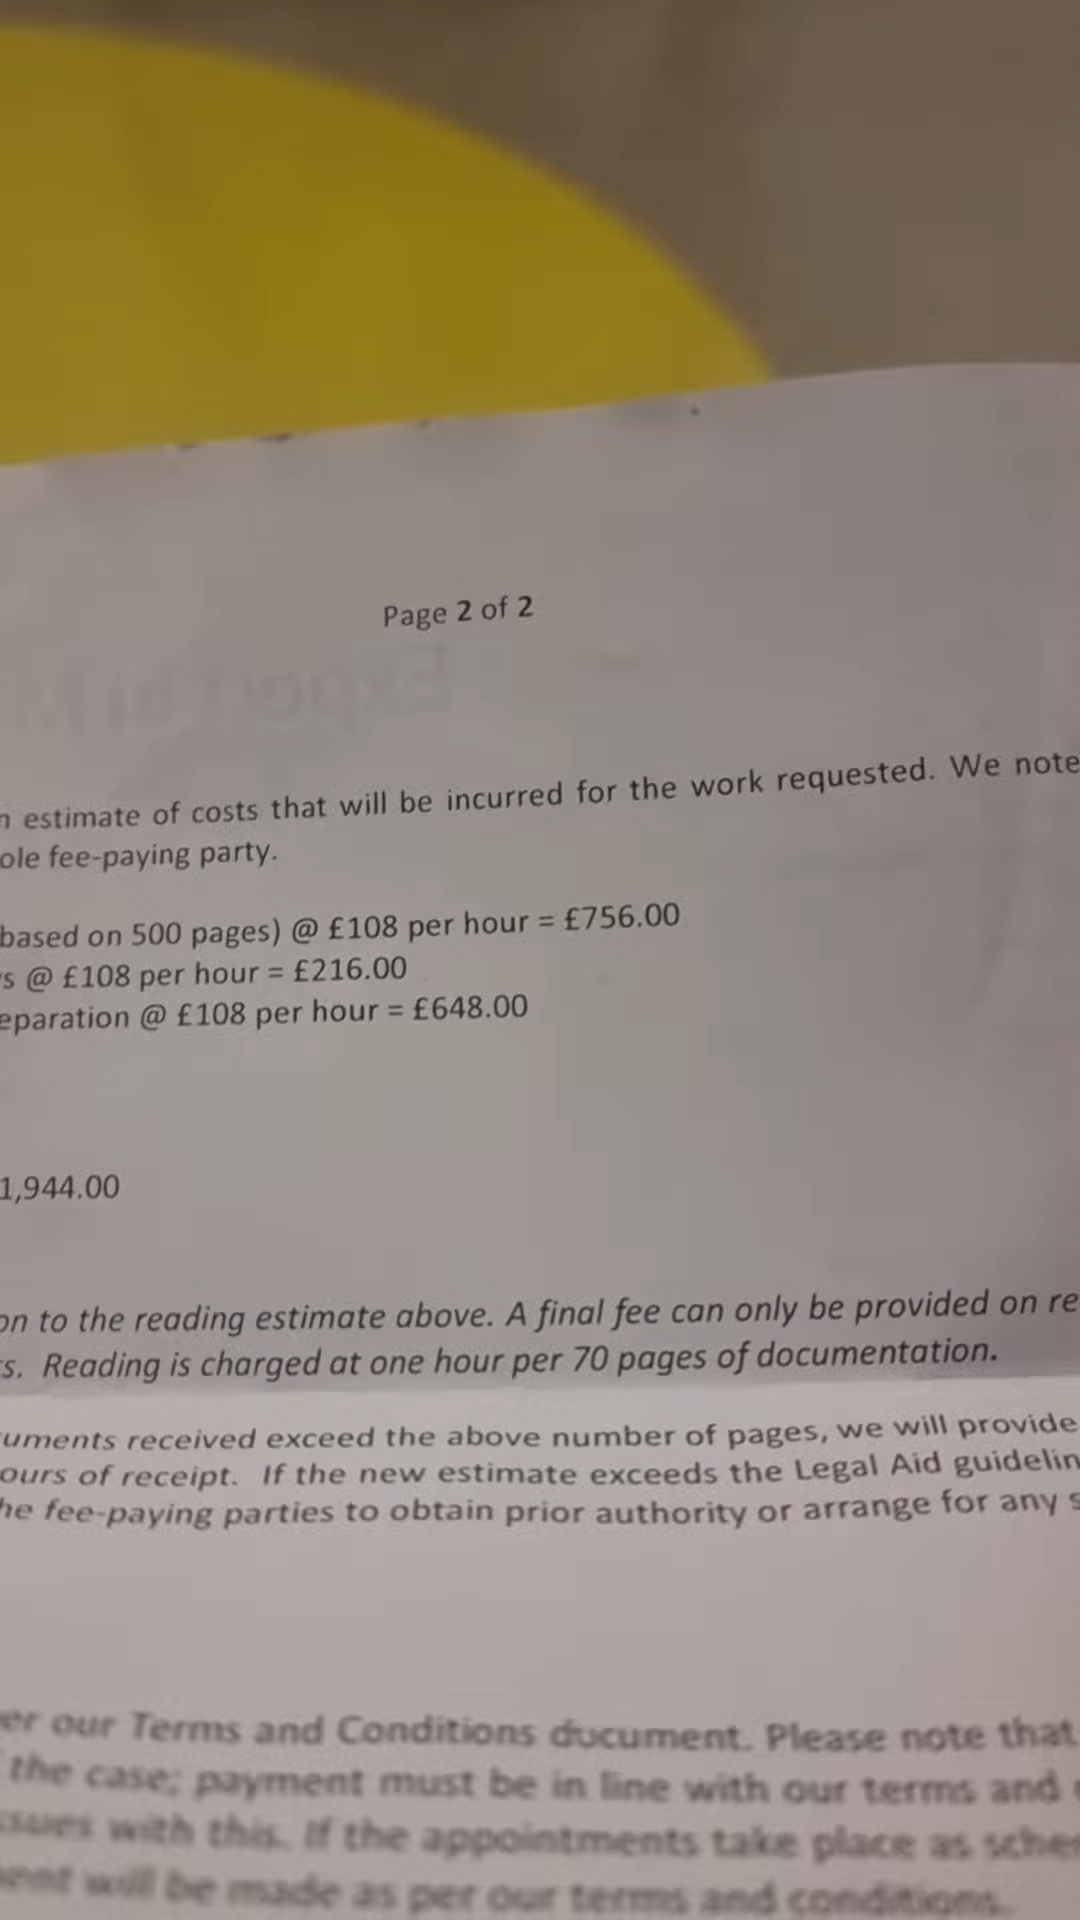 Page 2 of 2
estimate of costs that will be incurred for the work requested. We note
ole fee-paying party.
based on 500 pages) @ £108 per hour = £756.00
s @ £108 per hour = £216.00
eparation @ £108 per hour = £648.00
1,944.00
on to the reading estimate above. A final fee can only be provided on re
s. Reading is charged at one hour per 70 pages of documentation.
uments received exceed the above number of pages, we will provide
ours of receipt. If the new estimate exceeds the Legal Aid guidelin
he fee-paying parties to obtain prior authority or arrange for any s
er our Terms and Conditions document. Please note that
the case; payment must be in line with our terms and
ssues with this. If the appointments take place as sche
ent will be made as per our terms and conditions.